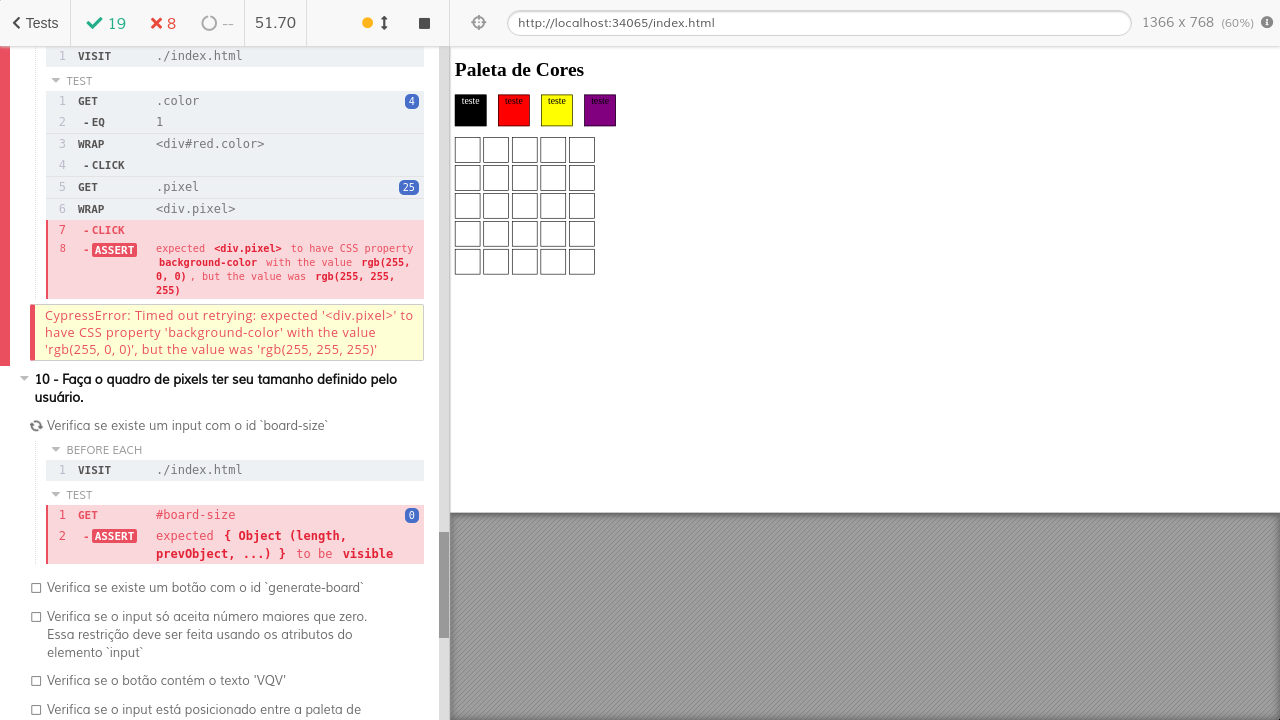 Tests 19 8 -- 51.70
http://localhost:34065/index.html 1366 x 768 (60%)
1 VISIT ./index.html
TEST
1 GET .color 4
2 - EQ 1
3 WRAP <div#red.color>
4 - CLICK
5 GET .pixel 25
6 WRAP <div.pixel>
7 - CLICK
8 - ASSERT expected <div.pixel> to have CSS property
background-color with the value rgb(255,
0, 0) , but the value was rgb(255, 255,
255)
CypressError: Timed out retrying: expected '<div.pixel>' to
have CSS property 'background-color' with the value
'rgb(255, 0, 0)', but the value was 'rgb(255, 255, 255)'
10 - Faça o quadro de pixels ter seu tamanho definido pelo
usuário.
Verifica se existe um input com o id `board-size`
BEFORE EACH
1 VISIT ./index.html
TEST
1 GET #board-size 0
2 - ASSERT expected { Object (length,
prevObject, ...) } to be visible
Verifica se existe um botão com o id `generate-board`
Verifica se o input só aceita número maiores que zero.
Essa restrição deve ser feita usando os atributos do
elemento `input`
Verifica se o botão contém o texto 'VQV'
Verifica se o input está posicionado entre a paleta de
Paleta de Cores
teste teste teste teste